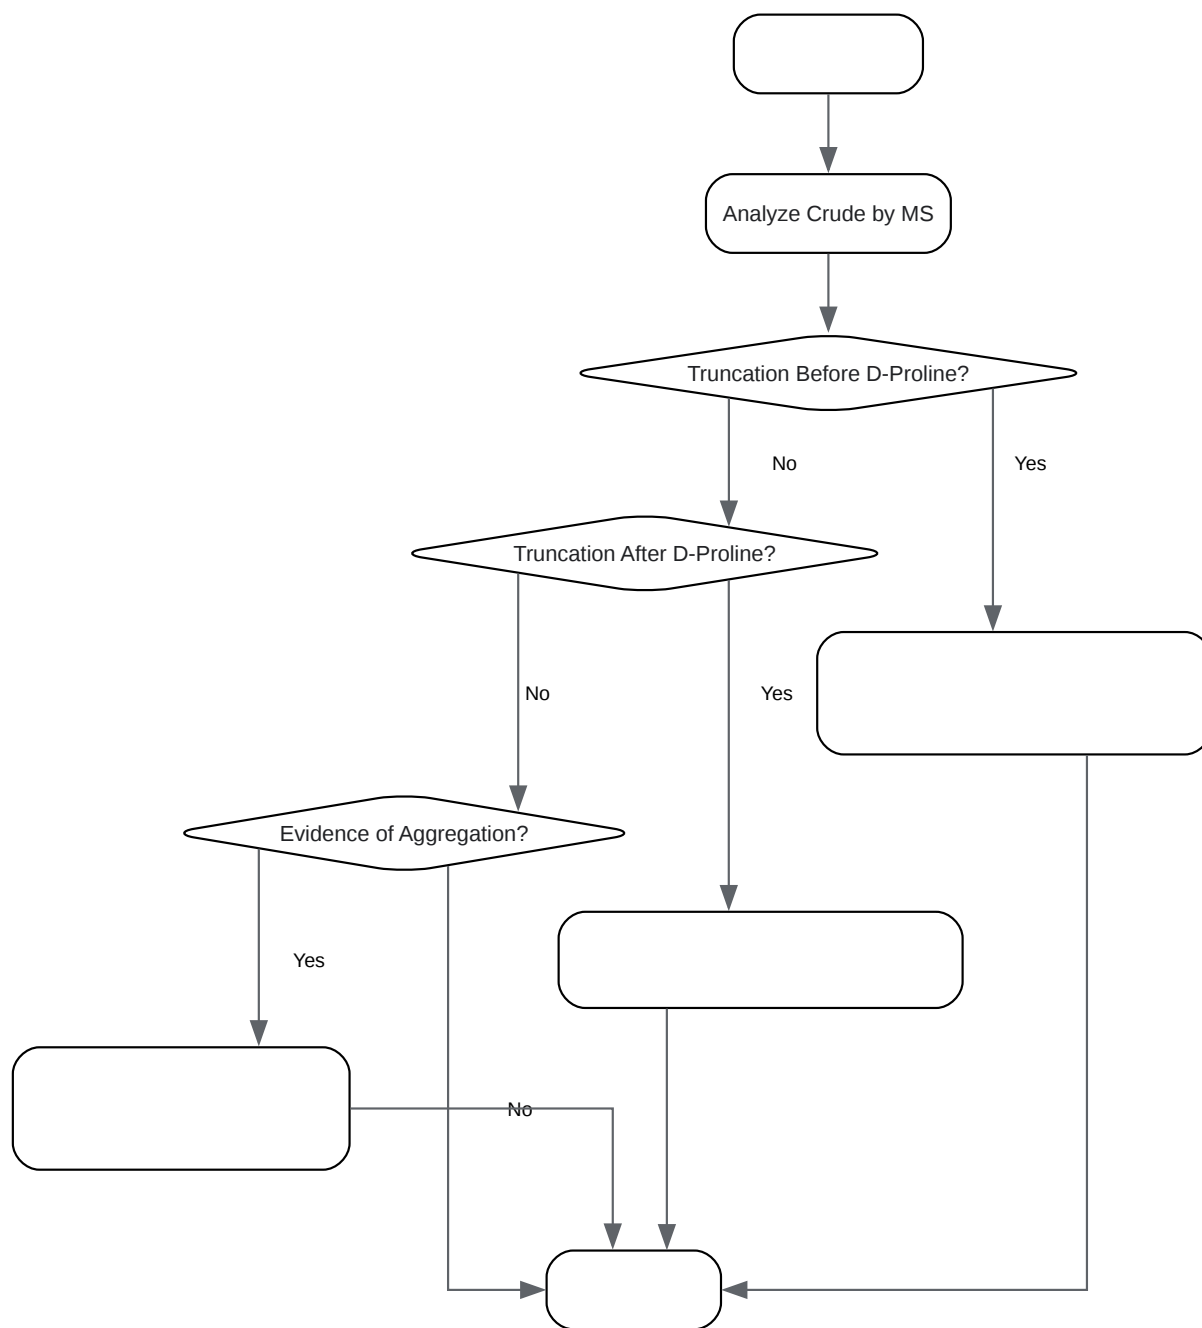 Analyze Crude by MS
Truncation Before D-Proline?
No
Yes
Truncation After D-Proline?
No
Yes
Evidence of Aggregation?
Yes
No